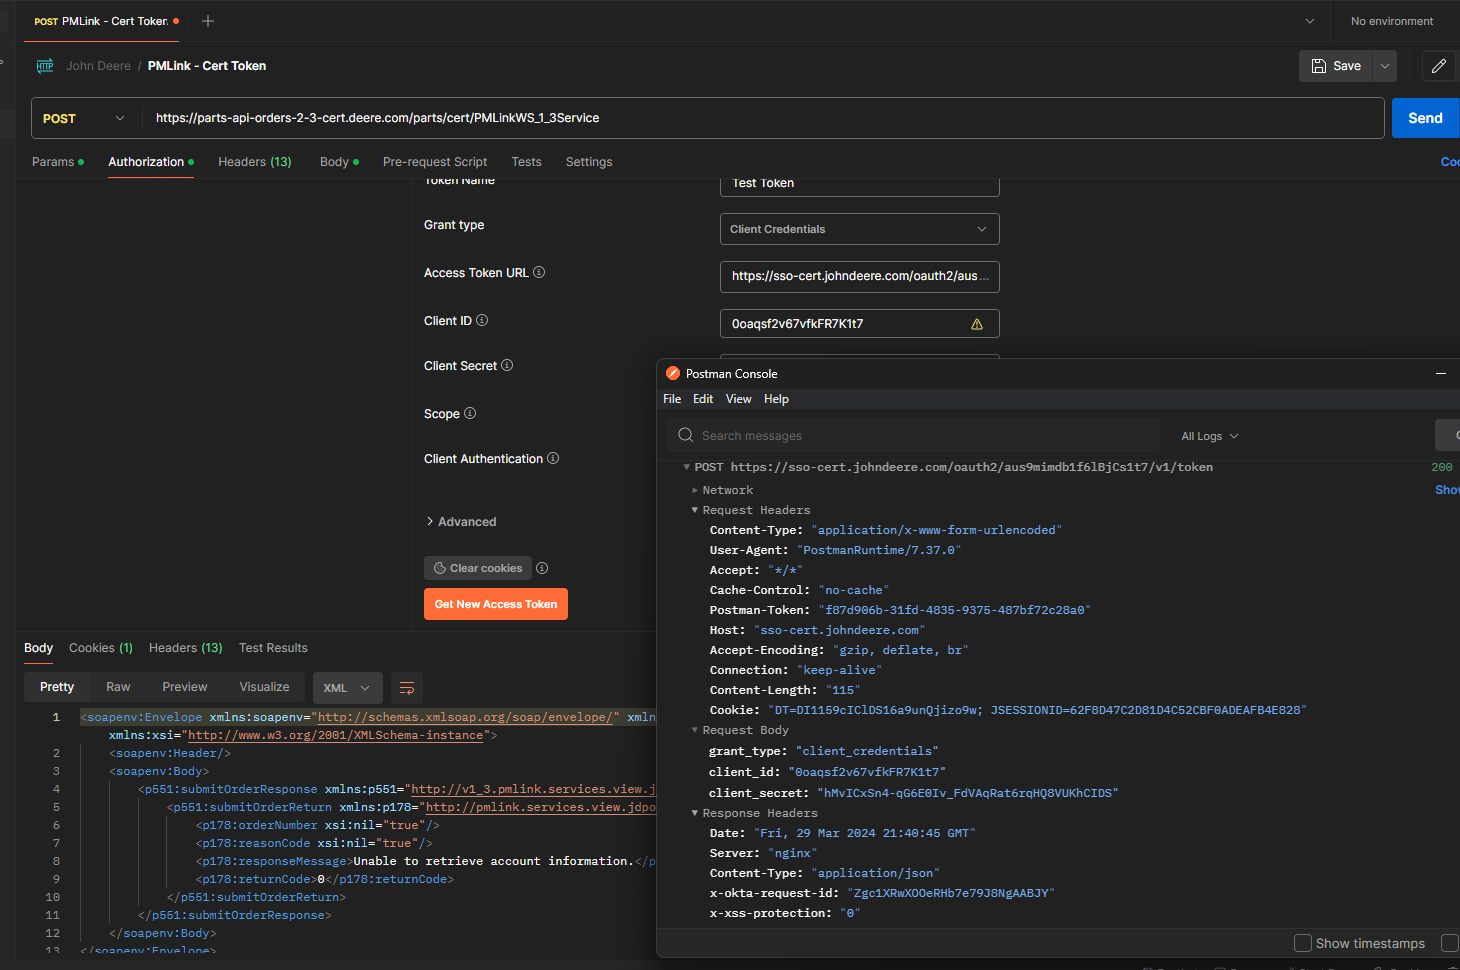 POST PMLink - Cert Token
No environment
John Deere / PMLink - Cert Token
Save
POST
https://parts-api-orders-2-3-cert.deere.com/parts/cert/PMLinkWS_1_3Service
Send
Params
Authorization
Headers (13)
Body
Pre-request Script
Tests
Settings
Coo
Token Name
Test Token
Grant type
Client Credentials
Access Token URL
https://sso-cert.johndeere.com/oauth2/aus...
Client ID
0oaqsf2v67vfkFR7K1t7
Client Secret
Scope
Client Authentication
Advanced
Clear cookies
Get New Access Token
Body
Cookies (1)
Headers (13)
Test Results
Pretty
Raw
Preview
Visualize
XML
1 <soapenv:Envelope xmlns:soapenv="http://schemas.xmlsoap.org/soap/envelope/" xmln
xmlns:xsi="http://www.w3.org/2001/XMLSchema-instance">
2 <soapenv:Header/>
3 <soapenv:Body>
4 <p551:submitOrderResponse xmlns:p551="http://v1_3.pmlink.services.view.j
5 <p551:submitOrderReturn xmlns:p178="http://pmlink.services.view.jdpo
6 <p178:orderNumber xsi:nil="true"/>
7 <p178:reasonCode xsi:nil="true"/>
8 <p178:responseMessage>Unable to retrieve account information.</p
9 <p178:returnCode>0</p178:returnCode>
10 </p551:submitOrderReturn>
11 </p551:submitOrderResponse>
12 </soapenv:Body>
13 </soapenv:Envelope>
Postman Console
File Edit View Help
Search messages
All Logs
POST https://sso-cert.johndeere.com/oauth2/aus9mimdb1f6lBjCs1t7/v1/token
200
Network
Show
Request Headers
Content-Type: "application/x-www-form-urlencoded"
User-Agent: "PostmanRuntime/7.37.0"
Accept: "*/*"
Cache-Control: "no-cache"
Postman-Token: "f87d906b-31fd-4835-9375-487bf72c28a0"
Host: "sso-cert.johndeere.com"
Accept-Encoding: "gzip, deflate, br"
Connection: "keep-alive"
Content-Length: "115"
Cookie: "DT=DI1159cIClDS16a9unQjizo9w; JSESSIONID=62F8D47C2D81D4C52CBF0ADEAFB4E828"
Request Body
grant_type: "client_credentials"
client_id: "0oaqsf2v67vfkFR7K1t7"
client_secret: "hMvICxSn4-qG6E0Iv_FdVAqRat6rqHQ8VUKhCIDS"
Response Headers
Date: "Fri, 29 Mar 2024 21:40:45 GMT"
Server: "nginx"
Content-Type: "application/json"
x-okta-request-id: "Zgc1XRwXOOeRHb7e79J8NgAABJY"
x-xss-protection: "0"
Show timestamps